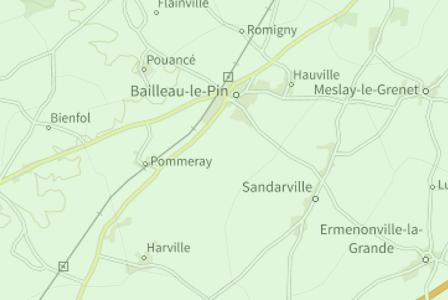 Flainville
Romigny
Pouancé
Hauville
Bailleau-le-Pin
Meslay-le-Grenet
Bienfol
Pommeray
Sandarville
Ermenonville-la-
Grande
Harville